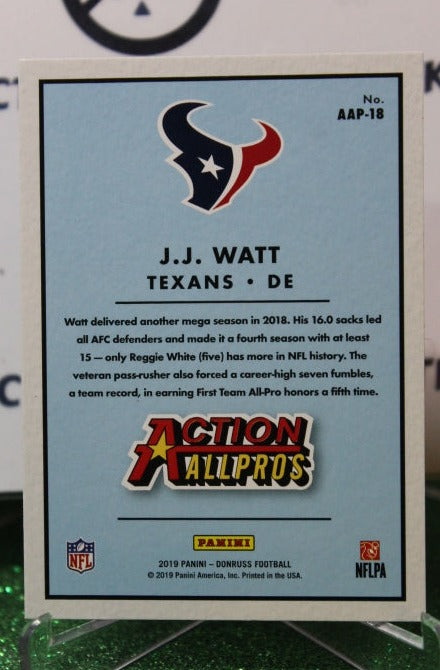 No.
AAP-18
J.J. WATT
TEXANS • DE
Watt delivered another mega season in 2018. His 16.0 sacks led
all AFC defenders and made it a fourth season with at least
15 — only Reggie White (five) has more in NFL history. The
veteran pass-rusher also forced a career-high seven fumbles,
a team record, in earning First Team All-Pro honors a fifth time.
ACTION
ALL PROS
PANINI
NFL
2019 PANINI – DONRUSS FOOTBALL
© 2019 Panini America, Inc. Printed in the USA.
NFLPA